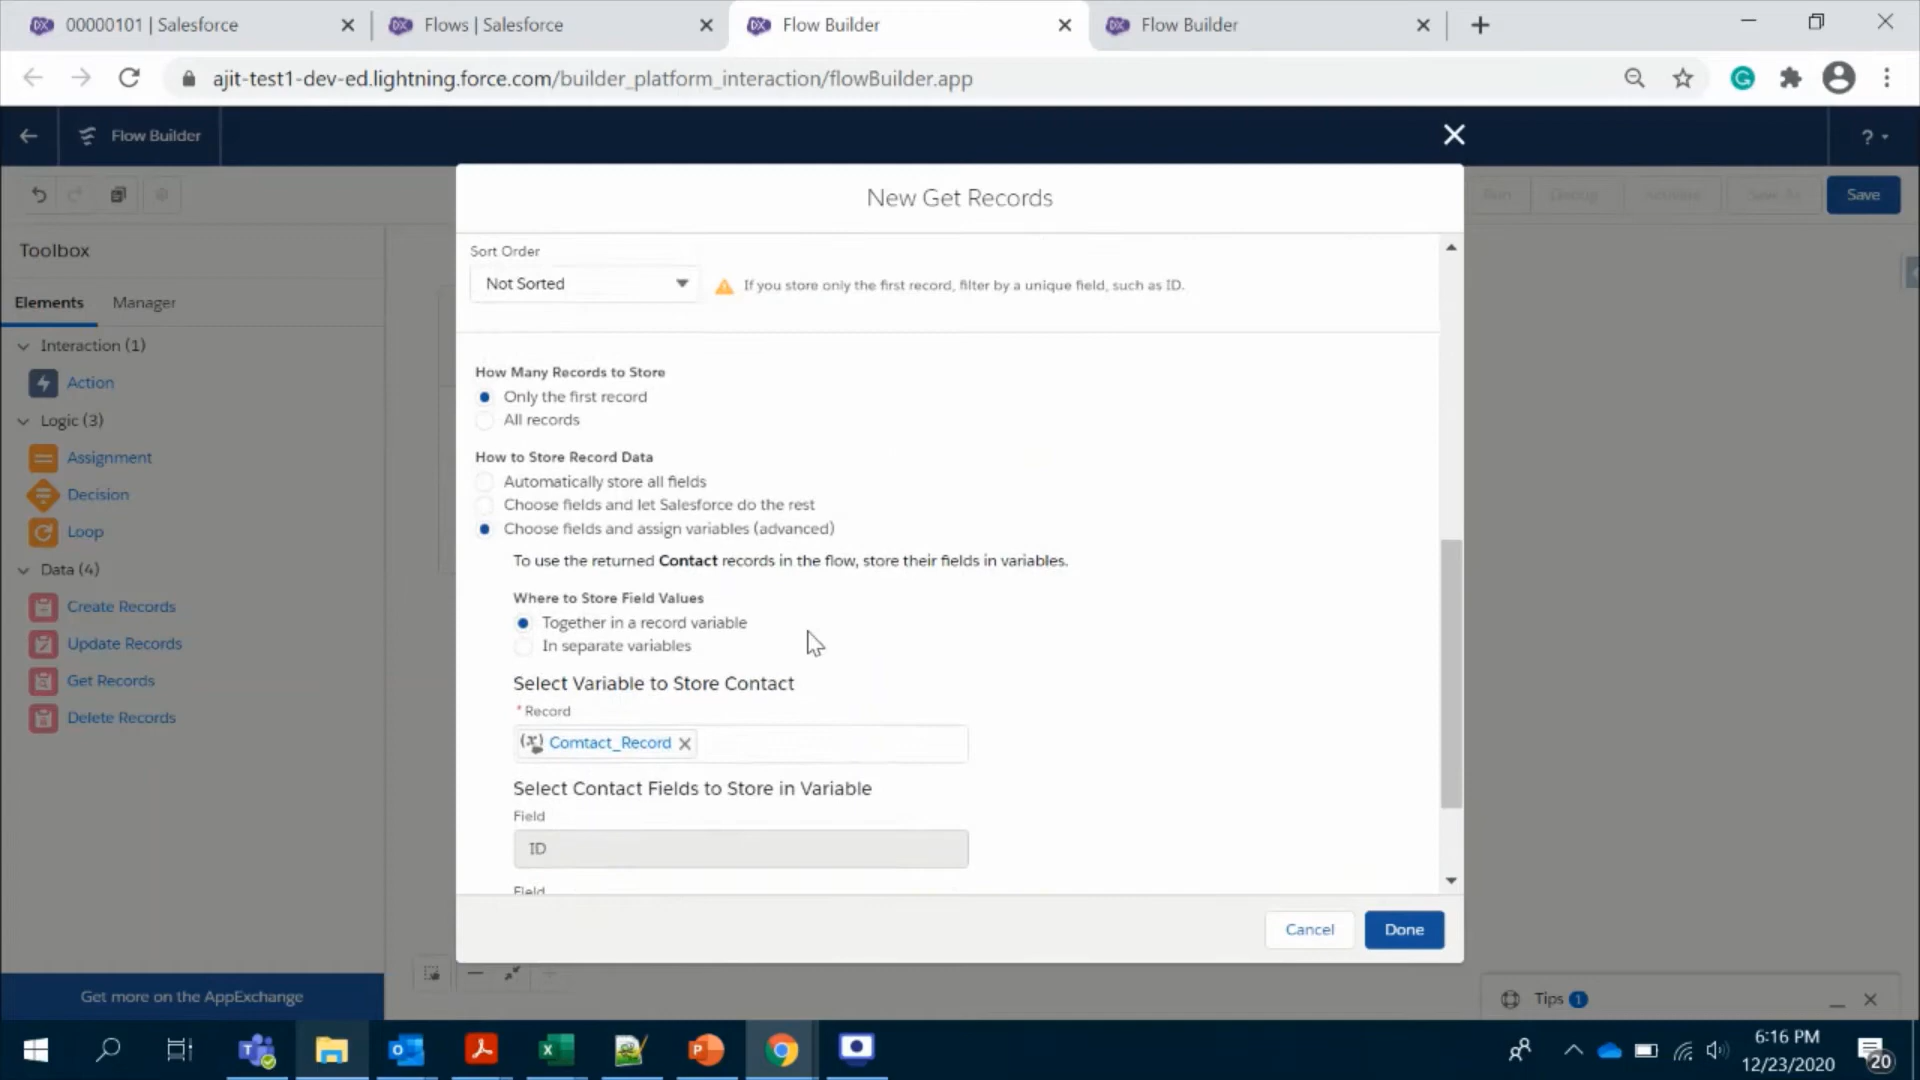 00000101 | Salesforce
Flows | Salesforce
Flow Builder
Flow Builder
ajit-test1-dev-ed.lightning.force.com/builder_platform_interaction/flowBuilder.app
Flow Builder
?
Run
Debug
Activate
Save As
Save
Toolbox
Elements
Manager
Interaction (1)
Action
Logic (3)
Assignment
Decision
Loop
Data (4)
Create Records
Update Records
Get Records
Delete Records
Get more on the AppExchange
New Get Records
Sort Order
Not Sorted
If you store only the first record, filter by a unique field, such as ID.
How Many Records to Store
Only the first record
All records
How to Store Record Data
Automatically store all fields
Choose fields and let Salesforce do the rest
Choose fields and assign variables (advanced)
To use the returned Contact records in the flow, store their fields in variables.
Where to Store Field Values
Together in a record variable
In separate variables
Select Variable to Store Contact
* Record
Comtact_Record
Select Contact Fields to Store in Variable
Field
ID
Field
Cancel
Done
Tips 1
6:16 PM
12/23/2020
20